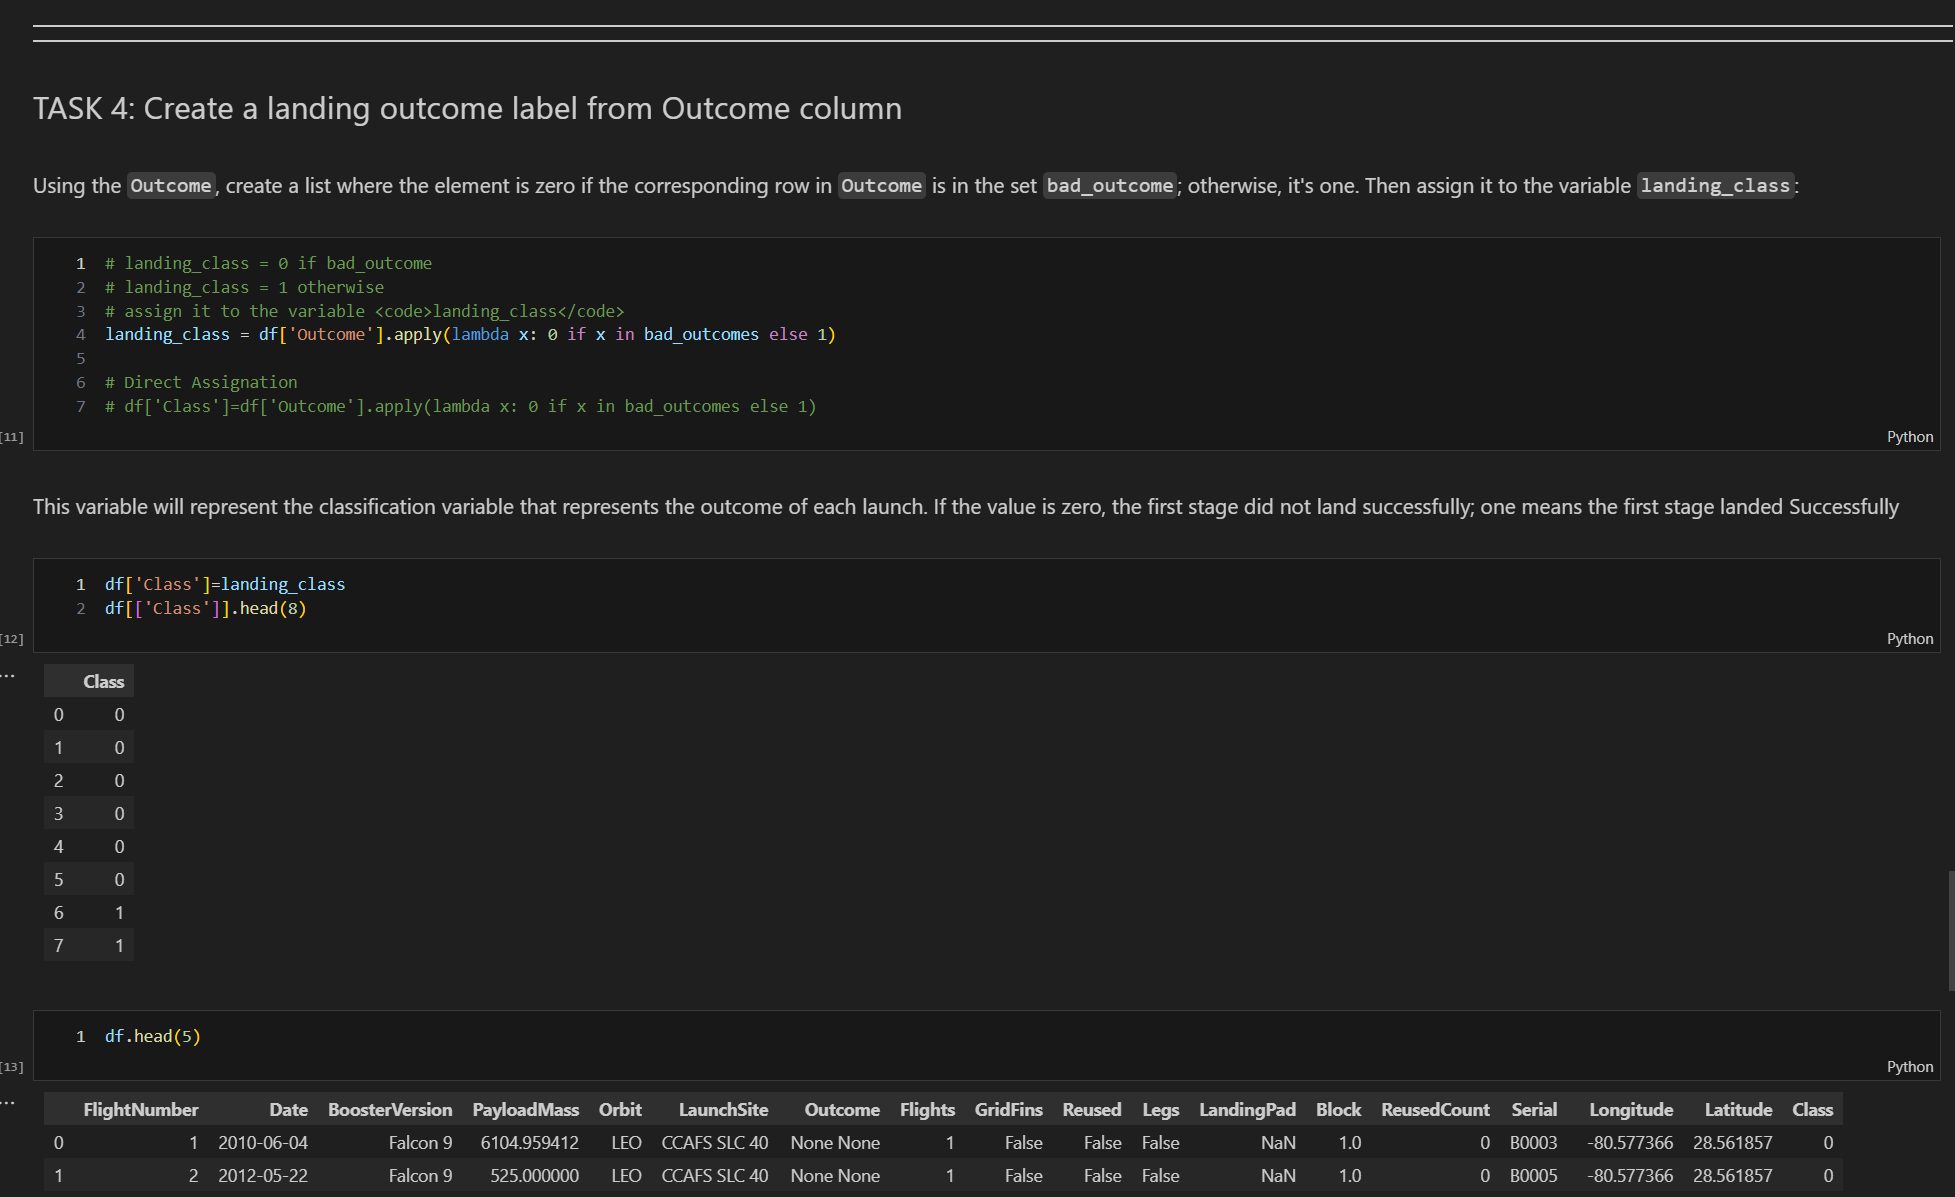 TASK 4: Create a landing outcome label from Outcome column
Using the Outcome, create a list where the element is zero if the corresponding row in Outcome is in the set bad_outcome; otherwise, it's one. Then assign it to the variable landing_class:
1 # landing_class = 0 if bad_outcome
2 # landing_class = 1 otherwise
3 # assign it to the variable <code>landing_class</code>
4 landing_class = df['Outcome'].apply(lambda x: 0 if x in bad_outcomes else 1)
5
6 # Direct Assignation
7 # df['Class']=df['Outcome'].apply(lambda x: 0 if x in bad_outcomes else 1)
[11] Python
This variable will represent the classification variable that represents the outcome of each launch. If the value is zero, the first stage did not land successfully; one means the first stage landed Successfully
1 df['Class']=landing_class
2 df[['Class']].head(8)
[12] Python
...
Class
0 0
1 0
2 0
3 0
4 0
5 0
6 1
7 1
1 df.head(5)
[13] Python
...
FlightNumber Date BoosterVersion PayloadMass Orbit LaunchSite Outcome Flights GridFins Reused Legs LandingPad Block ReusedCount Serial Longitude Latitude Class
0 1 2010-06-04 Falcon 9 6104.959412 LEO CCAFS SLC 40 None None 1 False False False NaN 1.0 0 B0003 -80.577366 28.561857 0
1 2 2012-05-22 Falcon 9 525.000000 LEO CCAFS SLC 40 None None 1 False False False NaN 1.0 0 B0005 -80.577366 28.561857 0